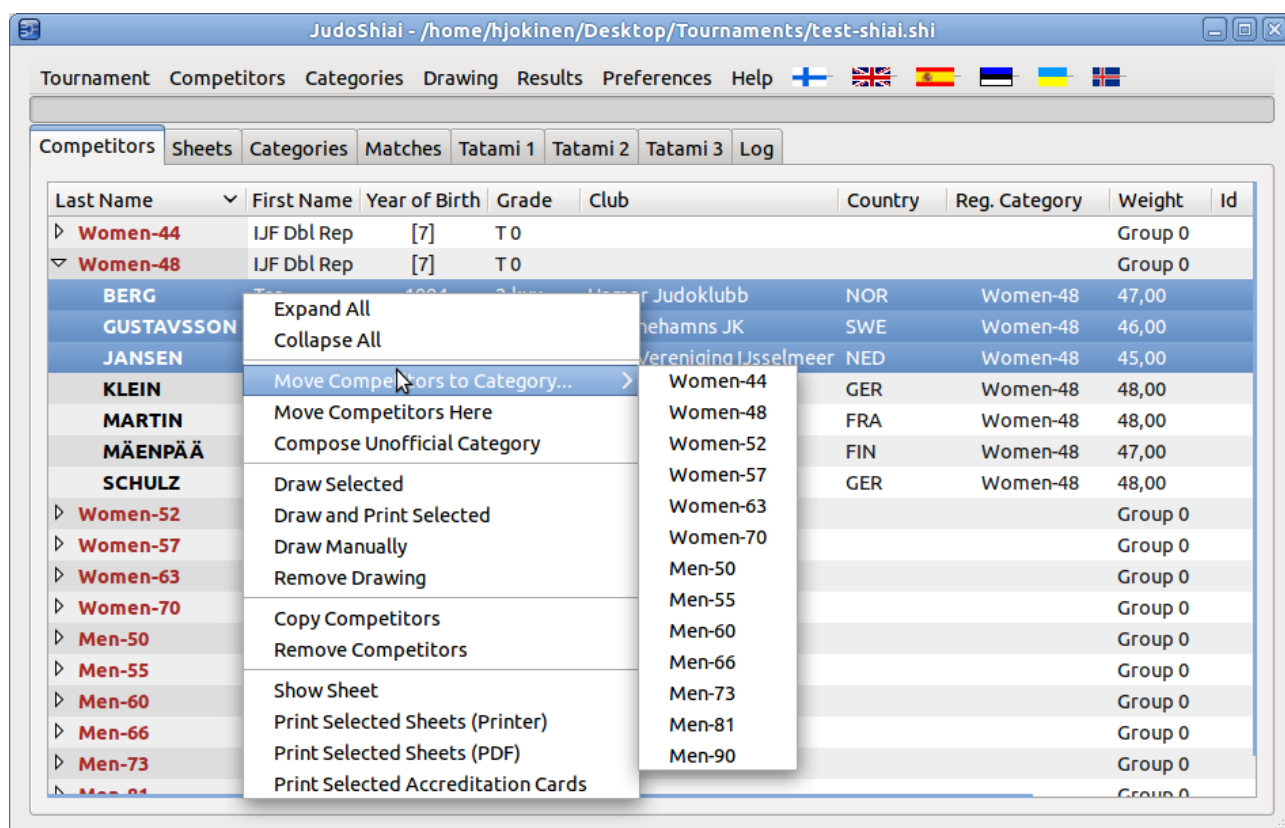 JudoShiai - /home/hjokinen/Desktop/Tournaments/test-shiai.shi
Tournament Competitors Categories Drawing Results Preferences Help
Competitors Sheets Categories Matches Tatami 1 Tatami 2 Tatami 3 Log
Last Name First Name Year of Birth Grade Club Country Reg. Category Weight Id
Women-44 IJF Dbl Rep [7] T 0 Group 0
Women-48 IJF Dbl Rep [7] T 0 Group 0
BERG Judoklubb NOR Women-48 47,00
GUSTAVSSON JK SWE Women-48 46,00
JANSEN Vereniging IJsselmeer NED Women-48 45,00
KLEIN GER Women-48 48,00
MARTIN FRA Women-48 48,00
MÄENPÄÄ FIN Women-48 47,00
SCHULZ GER Women-48 48,00
Women-52 Group 0
Women-57 Group 0
Women-63 Group 0
Women-70 Group 0
Men-50 Group 0
Men-55 Group 0
Men-60 Group 0
Men-66 Group 0
Men-73 Group 0
Men-81 Group 0
Expand All
Collapse All
Move Competitors to Category...
Move Competitors Here
Compose Unofficial Category
Draw Selected
Draw and Print Selected
Draw Manually
Remove Drawing
Copy Competitors
Remove Competitors
Show Sheet
Print Selected Sheets (Printer)
Print Selected Sheets (PDF)
Print Selected Accreditation Cards
Women-44
Women-48
Women-52
Women-57
Women-63
Women-70
Men-50
Men-55
Men-60
Men-66
Men-73
Men-81
Men-90